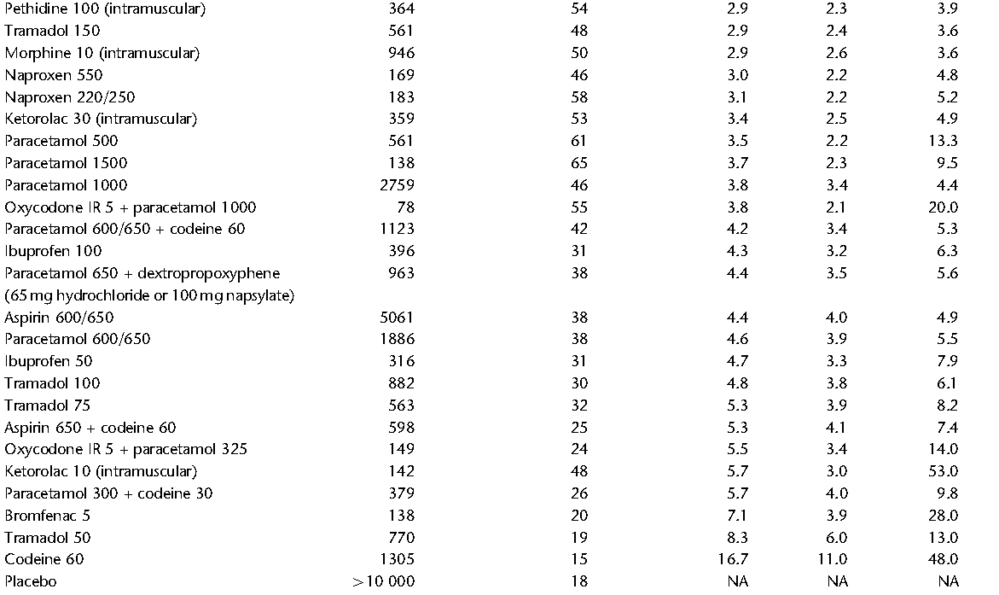 Pethidine 100 (intramuscular) 364 54 2.9 2.3 3.9
Tramadol 150 561 48 2.9 2.4 3.6
Morphine 10 (intramuscular) 946 50 2.9 2.6 3.6
Naproxen 550 169 46 3.0 2.2 4.8
Naproxen 220/250 183 58 3.1 2.2 5.2
Ketorolac 30 (intramuscular) 359 53 3.4 2.5 4.9
Paracetamol 500 561 61 3.5 2.2 13.3
Paracetamol 1500 138 65 3.7 2.3 9.5
Paracetamol 1000 2759 46 3.8 3.4 4.4
Oxycodone IR 5 + paracetamol 1000 78 55 3.8 2.1 20.0
Paracetamol 600/650 + codeine 60 1123 42 4.2 3.4 5.3
Ibuprofen 100 396 31 4.3 3.2 6.3
Paracetamol 650 + dextropropoxyphene 963 38 4.4 3.5 5.6
(65 mg hydrochloride or 100 mg napsylate)
Aspirin 600/650 5061 38 4.4 4.0 4.9
Paracetamol 600/650 1886 38 4.6 3.9 5.5
Ibuprofen 50 316 31 4.7 3.3 7.9
Tramadol 100 882 30 4.8 3.8 6.1
Tramadol 75 563 32 5.3 3.9 8.2
Aspirin 650 + codeine 60 598 25 5.3 4.1 7.4
Oxycodone IR 5 + paracetamol 325 149 24 5.5 3.4 14.0
Ketorolac 10 (intramuscular) 142 48 5.7 3.0 53.0
Paracetamol 300 + codeine 30 379 26 5.7 4.0 9.8
Bromfenac 5 138 20 7.1 3.9 28.0
Tramadol 50 770 19 8.3 6.0 13.0
Codeine 60 1305 15 16.7 11.0 48.0
Placebo >10 000 18 NA NA NA